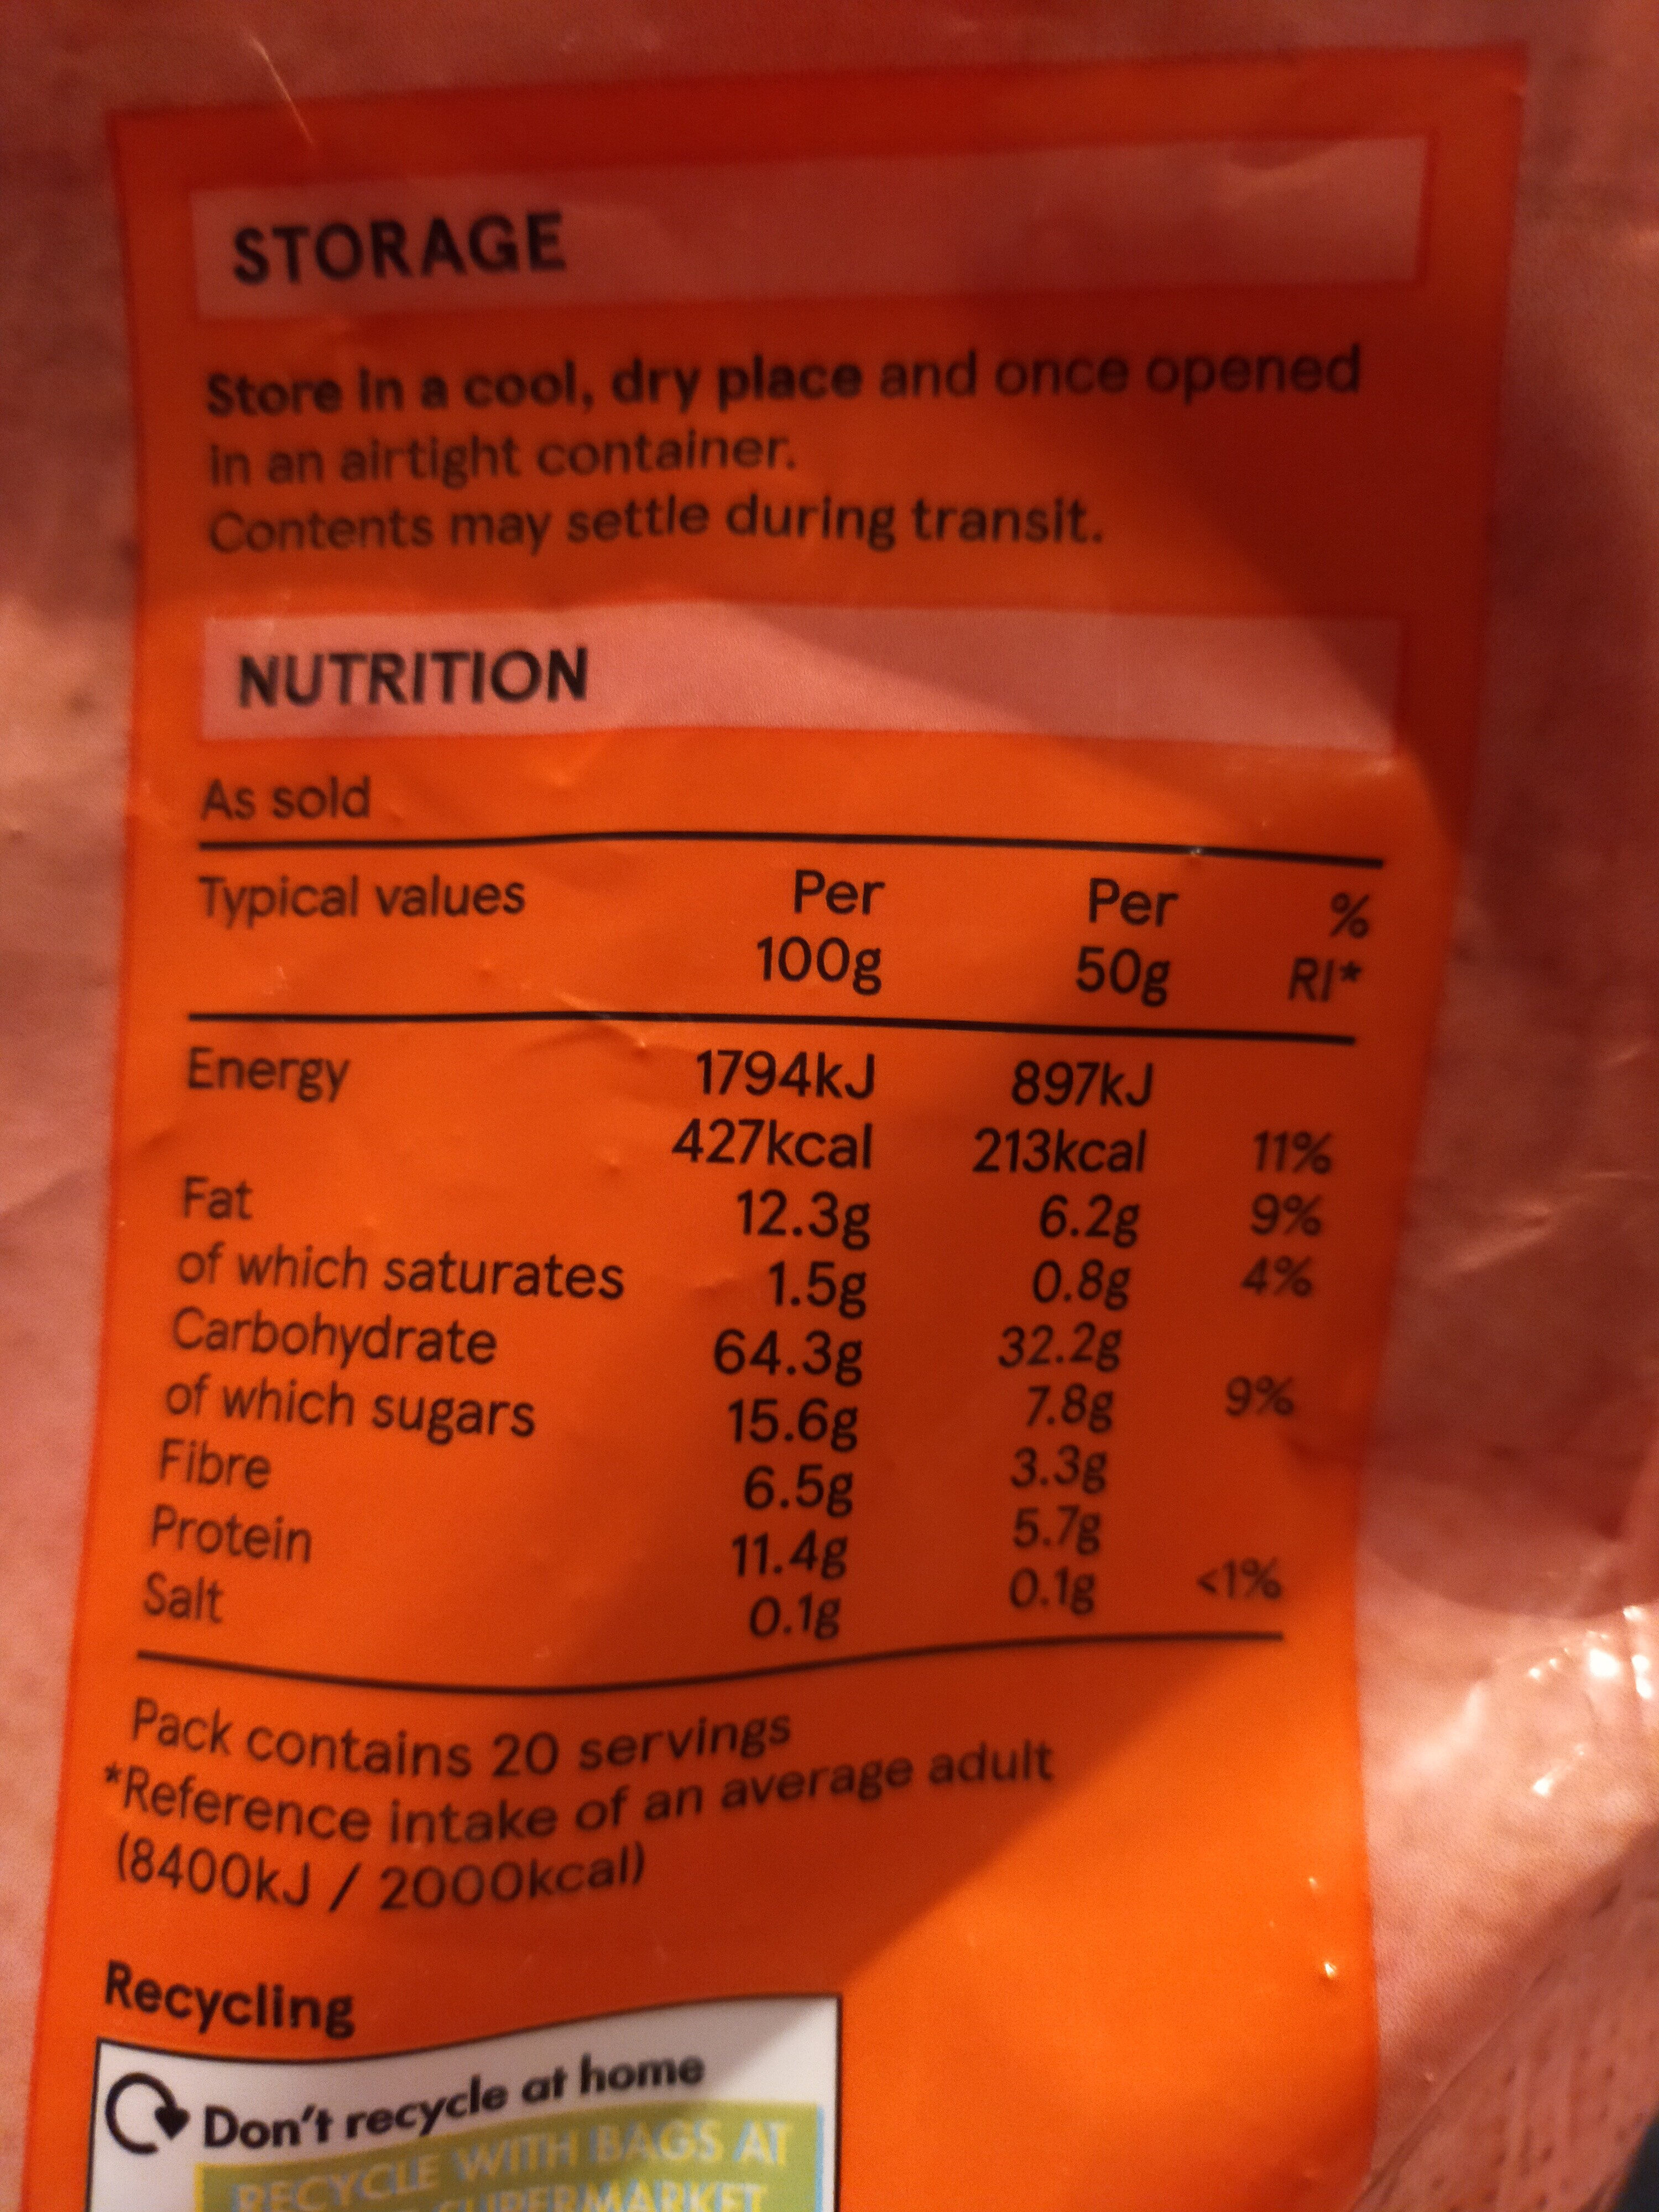 STORAGE
Store in a cool, dry place and once opened
in an airtight container.
Contents may settle during transit.
NUTRITION
As sold
Typical values Per 100g Per 50g % RI*
Energy 1794kJ 897kJ
427kcal 213kcal 11%
Fat 12.3g 6.2g 9%
of which saturates 1.5g 0.8g 4%
Carbohydrate 64.3g 32.2g
of which sugars 15.6g 7.8g 9%
Fibre 6.5g 3.3g
Protein 11.4g 5.7g
Salt 0.1g 0.1g <1%
Pack contains 20 servings
*Reference intake of an average adult
(8400kJ / 2000kcal)
Recycling
Don't recycle at home
RECYCLE WITH BAGS AT
SUPERMARKET